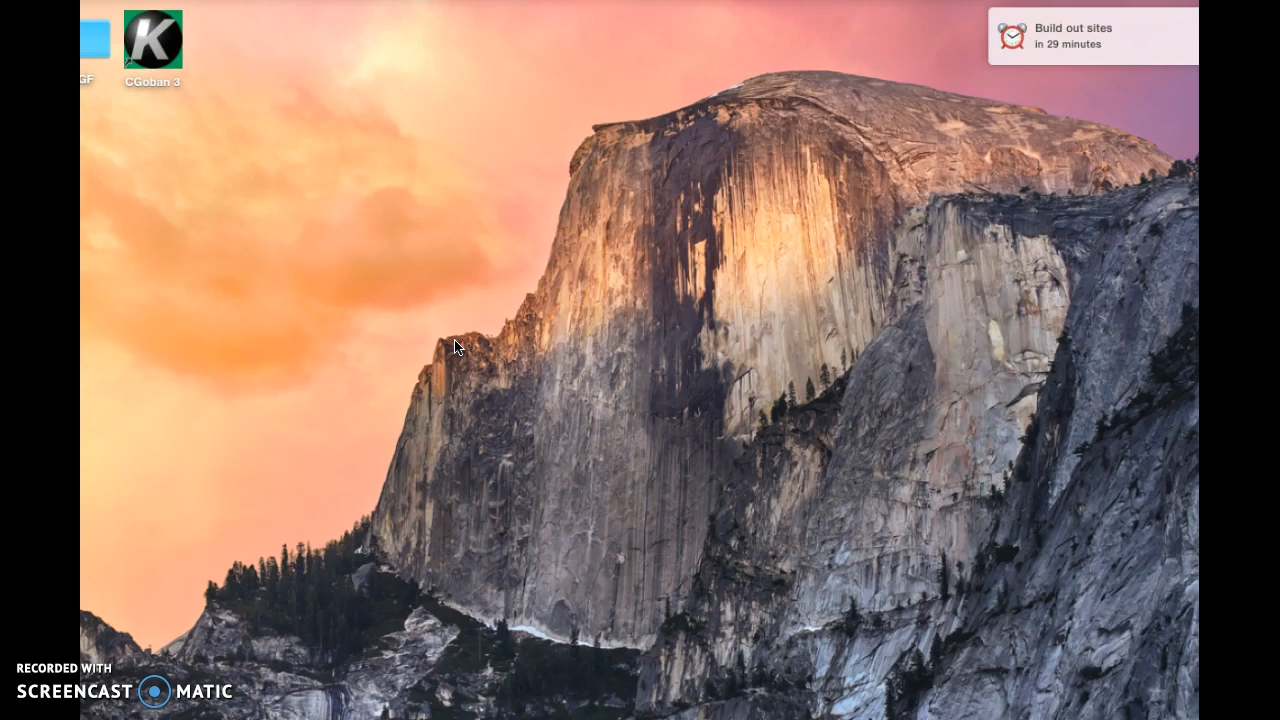 GF
K
CGoban 3
Build out sites
in 29 minutes
RECORDED WITH
SCREENCAST MATIC